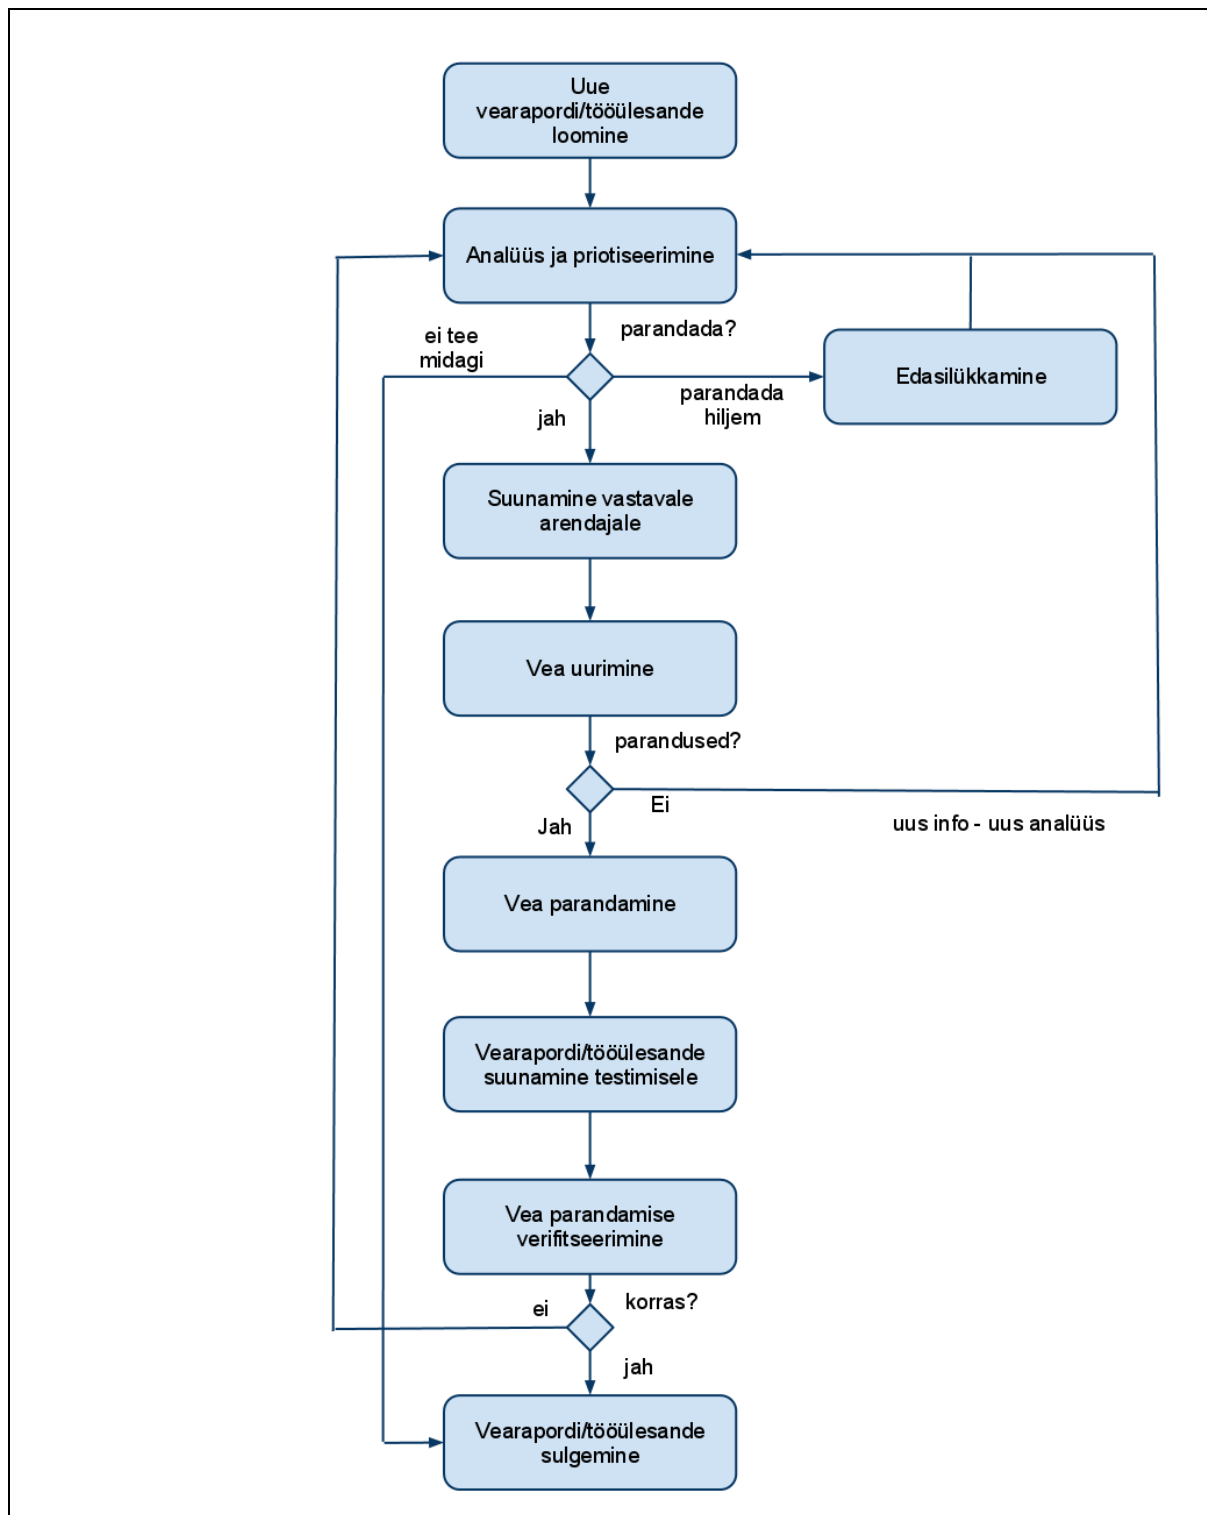 Uue
vearapordi/tööülesande
loomine
Analüüs ja priotiseerimine
parandada?
ei tee
midagi
parandada
hiljem
Edasilükkamine
jah
Suunamine vastavale
arendajale
Vea uurimine
parandused?
Ei
Jah
uus info - uus analüüs
Vea parandamine
Vearapordi/tööülesande
suunamine testimisele
Vea parandamise
verifitseerimine
korras?
ei
jah
Vearapordi/tööülesande
sulgemine